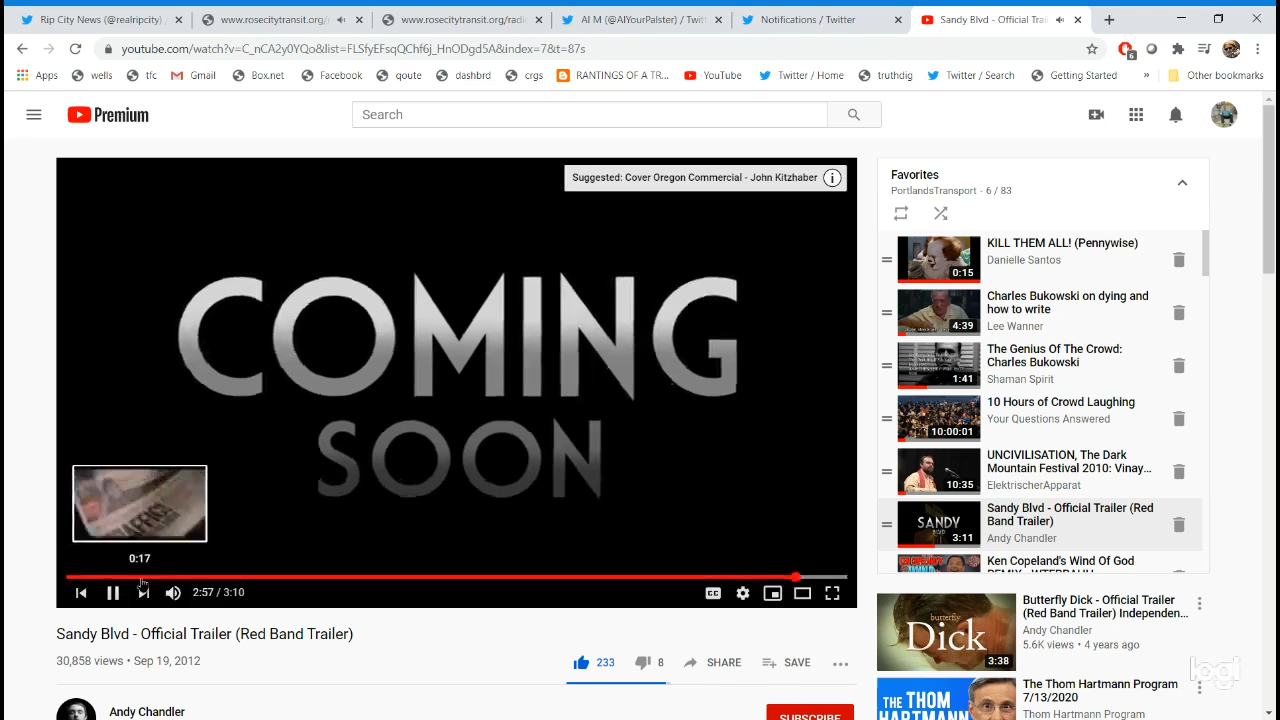 Rip City News (@realripcity) /
www.rosecitytransit.org/r
www.rosecitytransit.org/radi
Al M (@AlYourPalster) / Twitt
Notifications / Twitter
Sandy Blvd - Official Trai
youtube.com/watch?v=C_nCA2y0YQo&list=FLSfyEFsqQChf6j_HnODgd5A&index=7&t=87s
6
Apps
wells
tfc
Gmail
Box.net
Facebook
qoute
dashbrd
crgs
RANTINGS OF A TR...
YouTube
Twitter / Home
truthdig
Twitter / Search
Getting Started
»
Other bookmarks
Premium
Search
Suggested: Cover Oregon Commercial - John Kitzhaber
COMING
SOON
0:17
2:57 / 3:10
CC
Sandy Blvd - Official Trailer (Red Band Trailer)
30,858 views • Sep 19, 2012
233
8
SHARE
SAVE
Andy Chandler
SUBSCRIBE
Favorites
PortlandsTransport - 6 / 83
KILL THEM ALL! (Pennywise)
Danielle Santos
0:15
Charles Bukowski on dying and
how to write
Lee Wanner
4:39
The Genius Of The Crowd:
Charles Bukowski
Shaman Spirit
1:41
10 Hours of Crowd Laughing
Your Questions Answered
10:00:01
UNCIVILISATION, The Dark
Mountain Festival 2010: Vinay...
ElektrischerApparat
10:35
Sandy Blvd - Official Trailer (Red
Band Trailer)
Andy Chandler
SANDY
BLVD
3:11
Ken Copeland's Wind Of God
Butterfly Dick - Official Trailer
(Red Band Trailer) Independen...
Andy Chandler
5.6K views • 4 years ago
butterfly
Dick
3:38
The Thom Hartmann Program
7/13/2020
Thom Hartmann Program
THE THOM
HARTMANN
logi